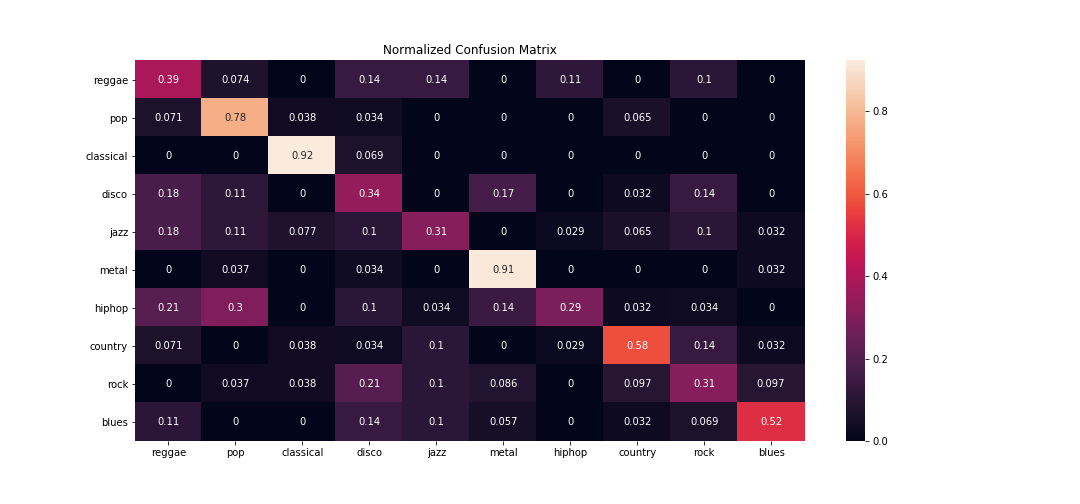 Normalized Confusion Matrix
reggae 0.39 0.074 0 0.14 0.14 0 0.11 0 0.1 0
pop 0.071 0.78 0.038 0.034 0 0 0 0.065 0 0
classical 0 0 0.92 0.069 0 0 0 0 0 0
disco 0.18 0.11 0 0.34 0 0.17 0 0.032 0.14 0
jazz 0.18 0.11 0.077 0.1 0.31 0 0.029 0.065 0.1 0.032
metal 0 0.037 0 0.034 0 0.91 0 0 0 0.032
hiphop 0.21 0.3 0 0.1 0.034 0.14 0.29 0.032 0.034 0
country 0.071 0 0.038 0.034 0.1 0 0.029 0.58 0.14 0.032
rock 0 0.037 0.038 0.21 0.1 0.086 0 0.097 0.31 0.097
blues 0.11 0 0 0.14 0.1 0.057 0 0.032 0.069 0.52
reggae pop classical disco jazz metal hiphop country rock blues
0.8
0.6
0.4
0.2
0.0